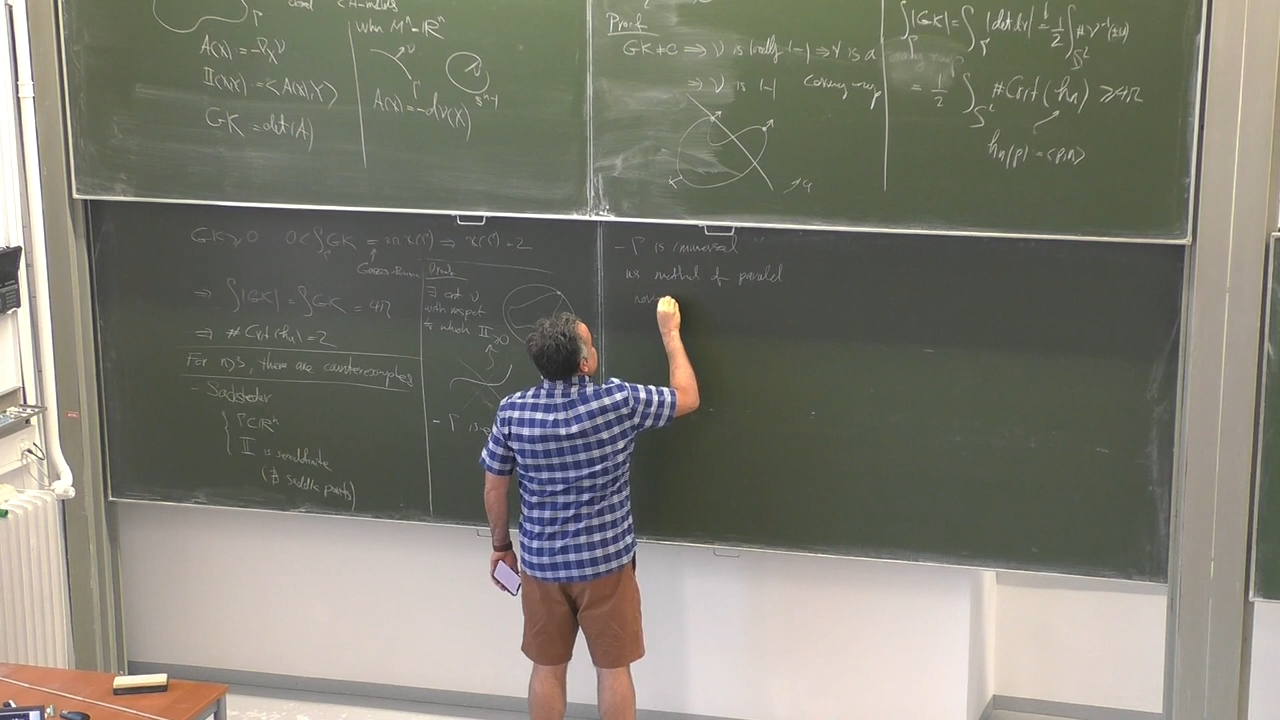 Γ
A(X) = -∇_X ν
II(X,Y) = <A(X), Y>
GK = det(A)
when M^n = ℝ^n
ν
Γ
S^{n-1}
A(X) = -dν(X)
Proof
GK ≠ 0 ⇒ ν is locally 1-1 ⇒ ν is a
⇒ ν is 1-1 covering map
∫_Γ |GK| = ∫_Γ |det dν| = 1/2 ∫_{S^2} # ν^{-1}(±u)
= 1/2 ∫_{S^2} #Crit(h_u) ≥ 4π
GK ≥ 0 0 < ∫_Γ GK = 2π χ(Γ) ⇒ χ(Γ) = 2
Gauss-Bonnet
⇒ ∫|GK| = ∫GK = 4π
⇒ #Crit(h_u) = 2
For n>3, there are counterexamples
- Sacksteder
Γ⊂ℝ^n
II is semidefinite
(∄ saddle points)
Proof
∃ ν
with respect
to which II ≥ 0
- Γ is
- Γ is immersed
us method of parallel